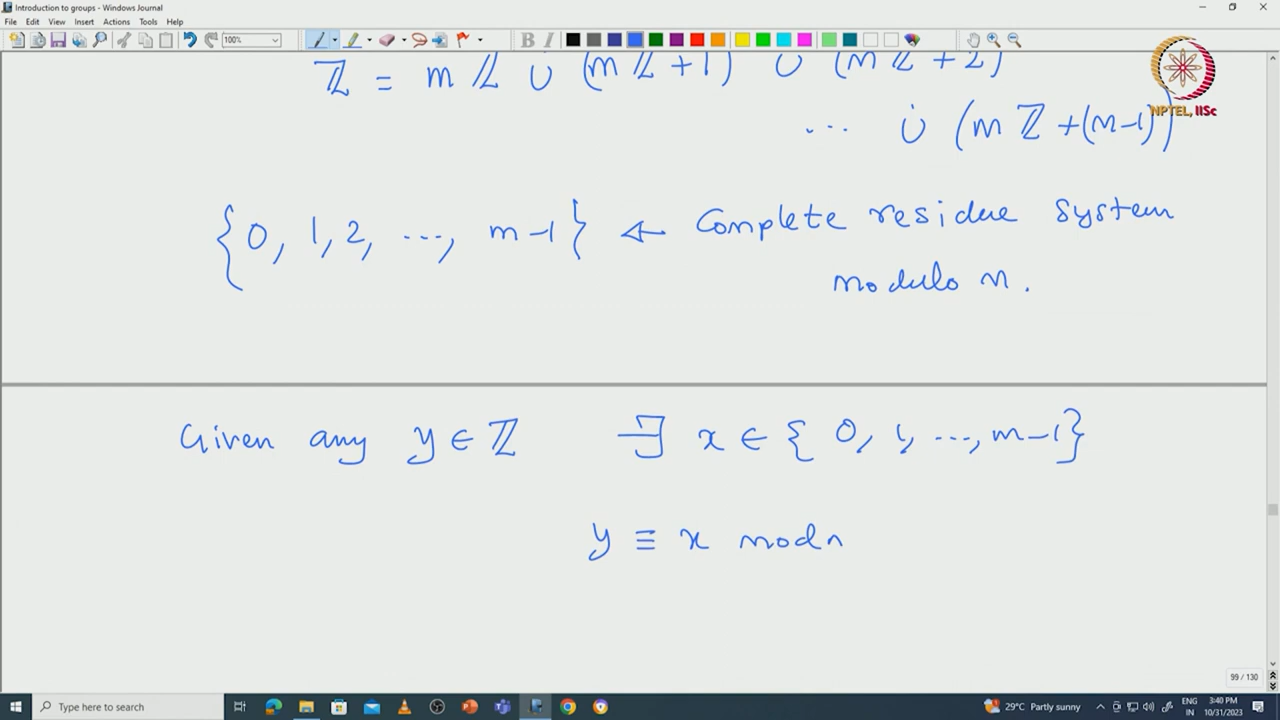 Introduction to groups - Windows Journal
File Edit View Insert Actions Tools Help
100%
B I
NPTEL, IISc
ℤ = mℤ ∪ (mℤ+1) ∪ (mℤ+2)
... ∪̇ (mℤ+(m-1))
{0, 1, 2, ..., m-1} ← Complete residue system
modulo m.
Given any y ∈ ℤ ∃ x ∈ {0, 1, ..., m-1}
y ≡ x mod
99 / 130
Type here to search
29°C Partly sunny
ENG
IN
3:40 PM
10/31/2023